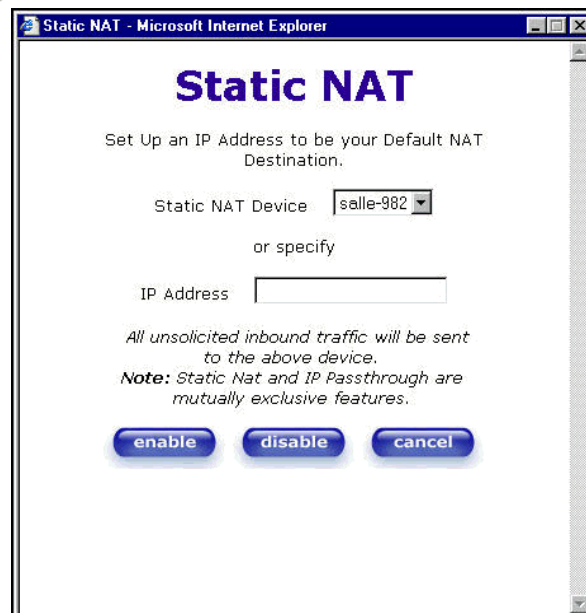 Static NAT - Microsoft Internet Explorer
Static NAT
Set Up an IP Address to be your Default NAT
Destination.
Static NAT Device salle-982
or specify
IP Address
All unsolicited inbound traffic will be sent
to the above device.
Note: Static Nat and IP Passthrough are
mutually exclusive features.
enable disable cancel